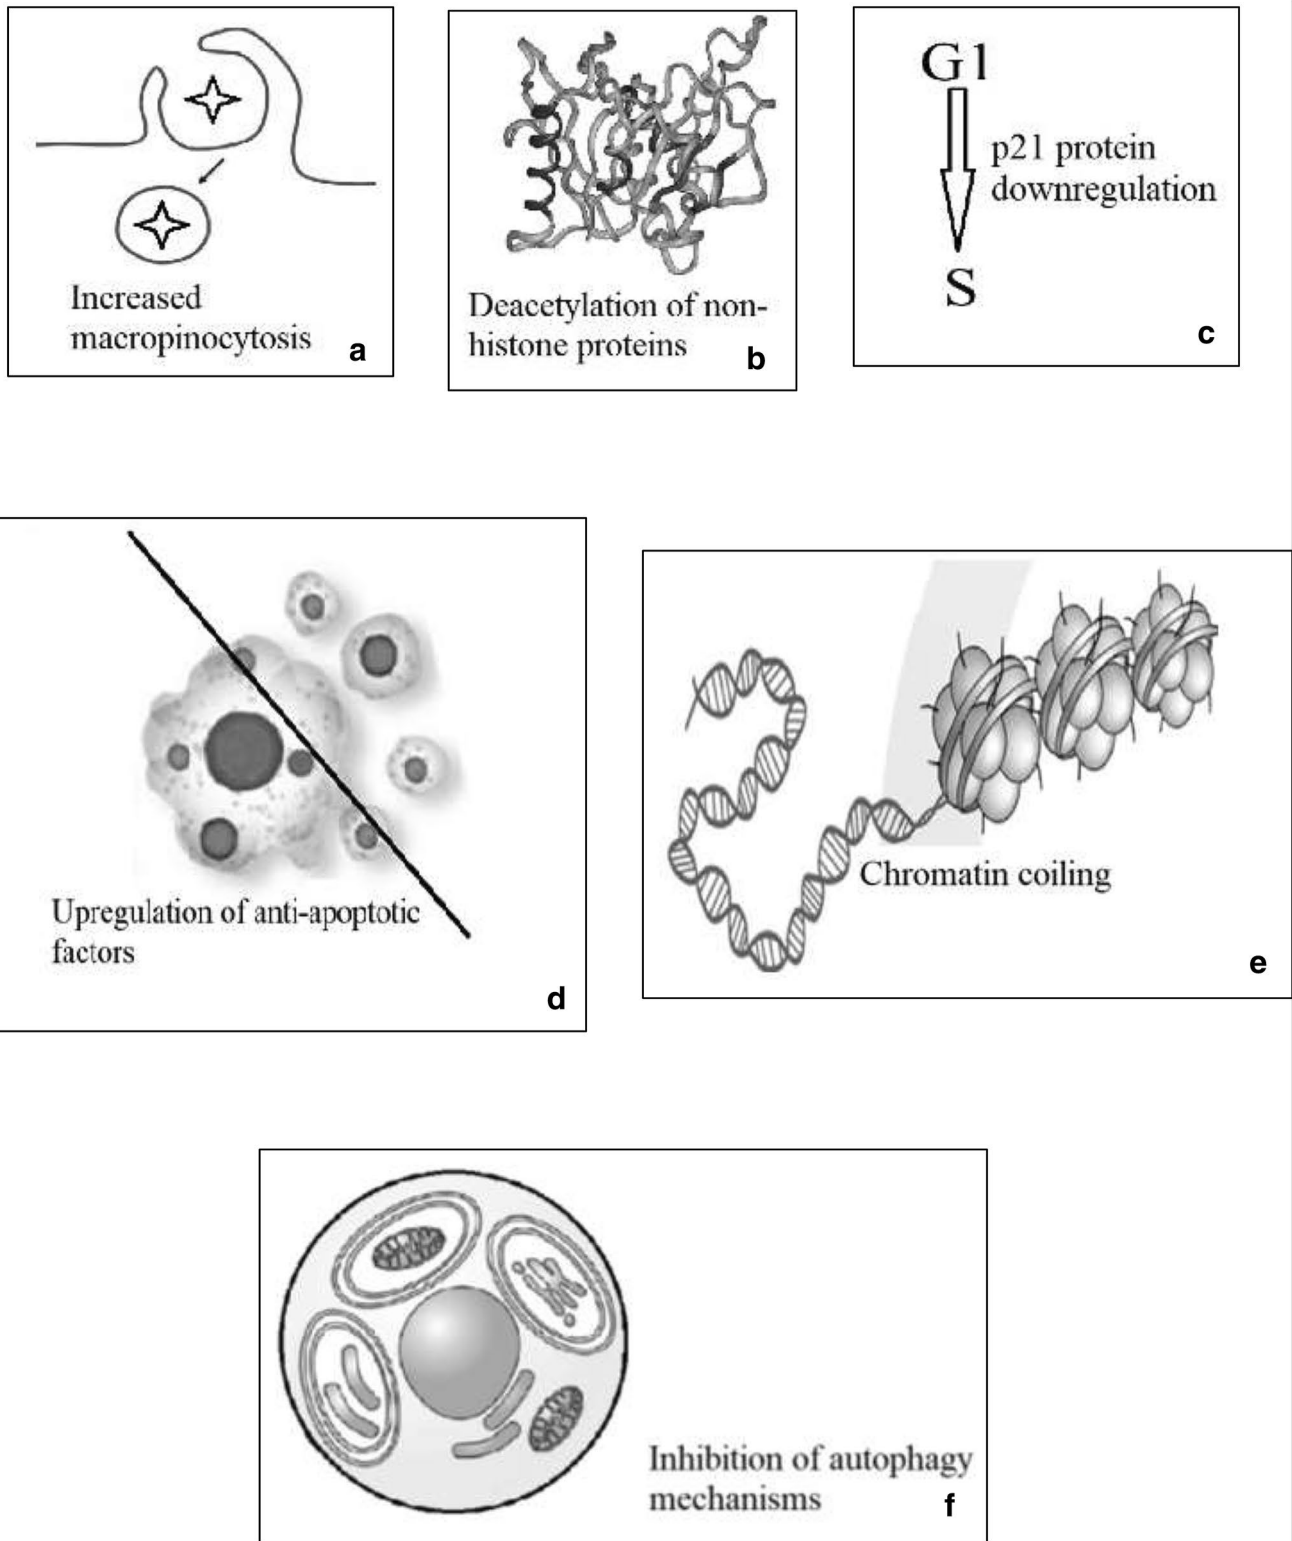 Increased
macropinocytosis
a
Deacetylation of non-
histone proteins
b
G1
p21 protein
downregulation
S
c
Upregulation of anti-apoptotic
factors
d
Chromatin coiling
e
Inhibition of autophagy
mechanisms
f